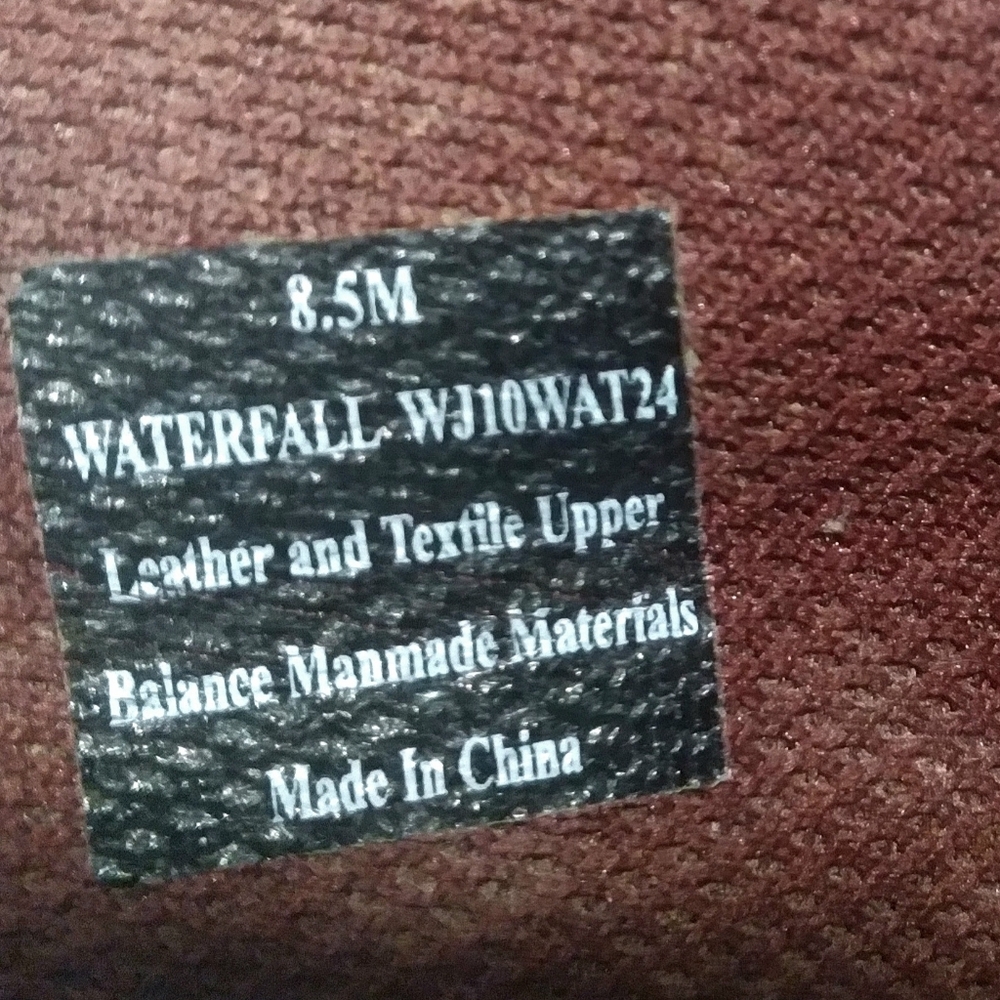 8.5M
WATERFALL WJ10WAT24
Leather and Textile Upper
Balance Manmade Materials
Made In China